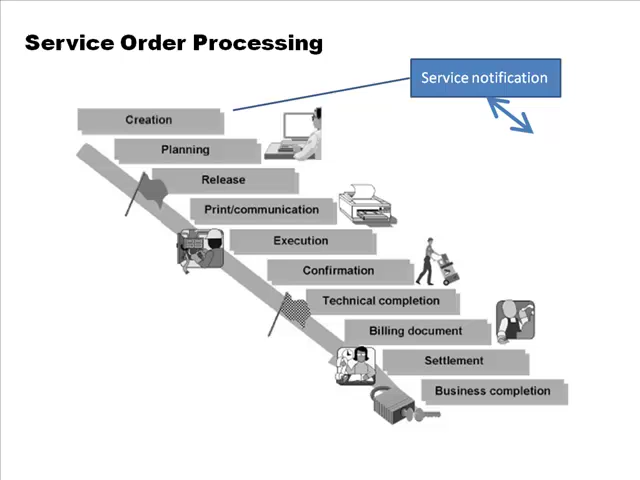 Service Order Processing
Service notification
Creation
Planning
Release
Print/communication
Execution
Confirmation
Technical completion
Billing document
Settlement
Business completion